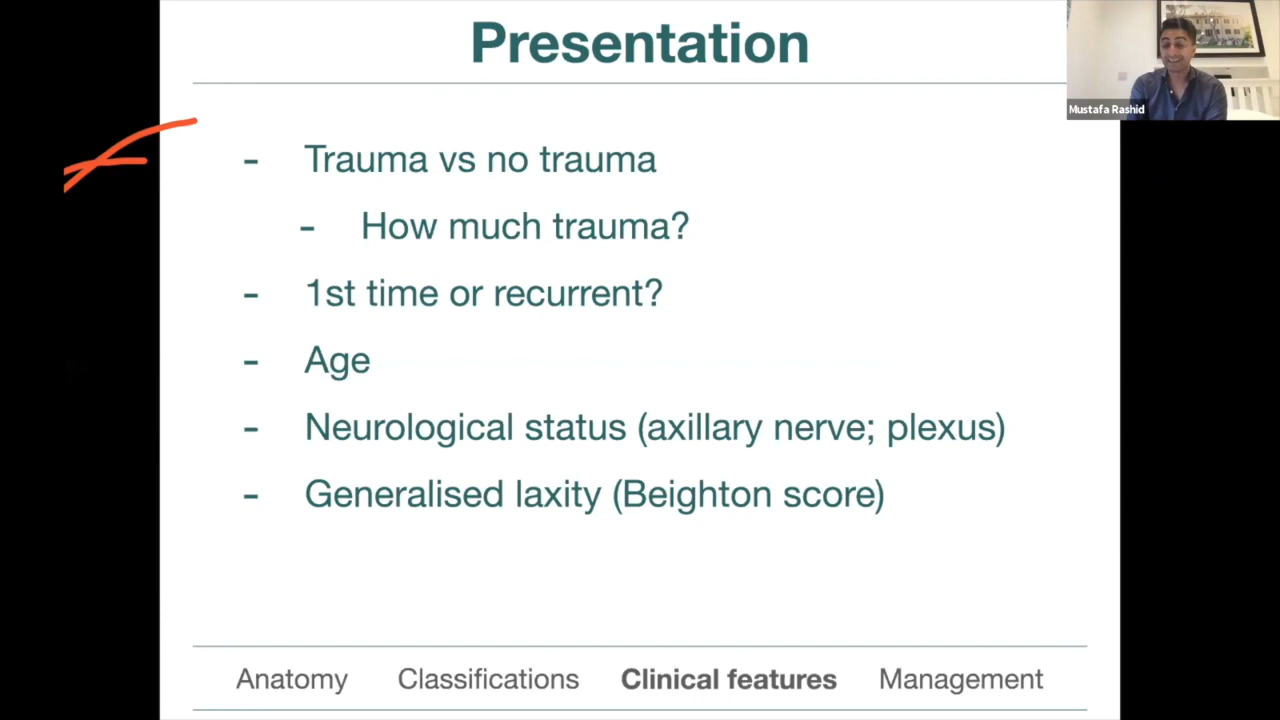 Presentation
Mustafa Rashid
- Trauma vs no trauma
- How much trauma?
- 1st time or recurrent?
- Age
- Neurological status (axillary nerve; plexus)
- Generalised laxity (Beighton score)
Anatomy Classifications Clinical features Management